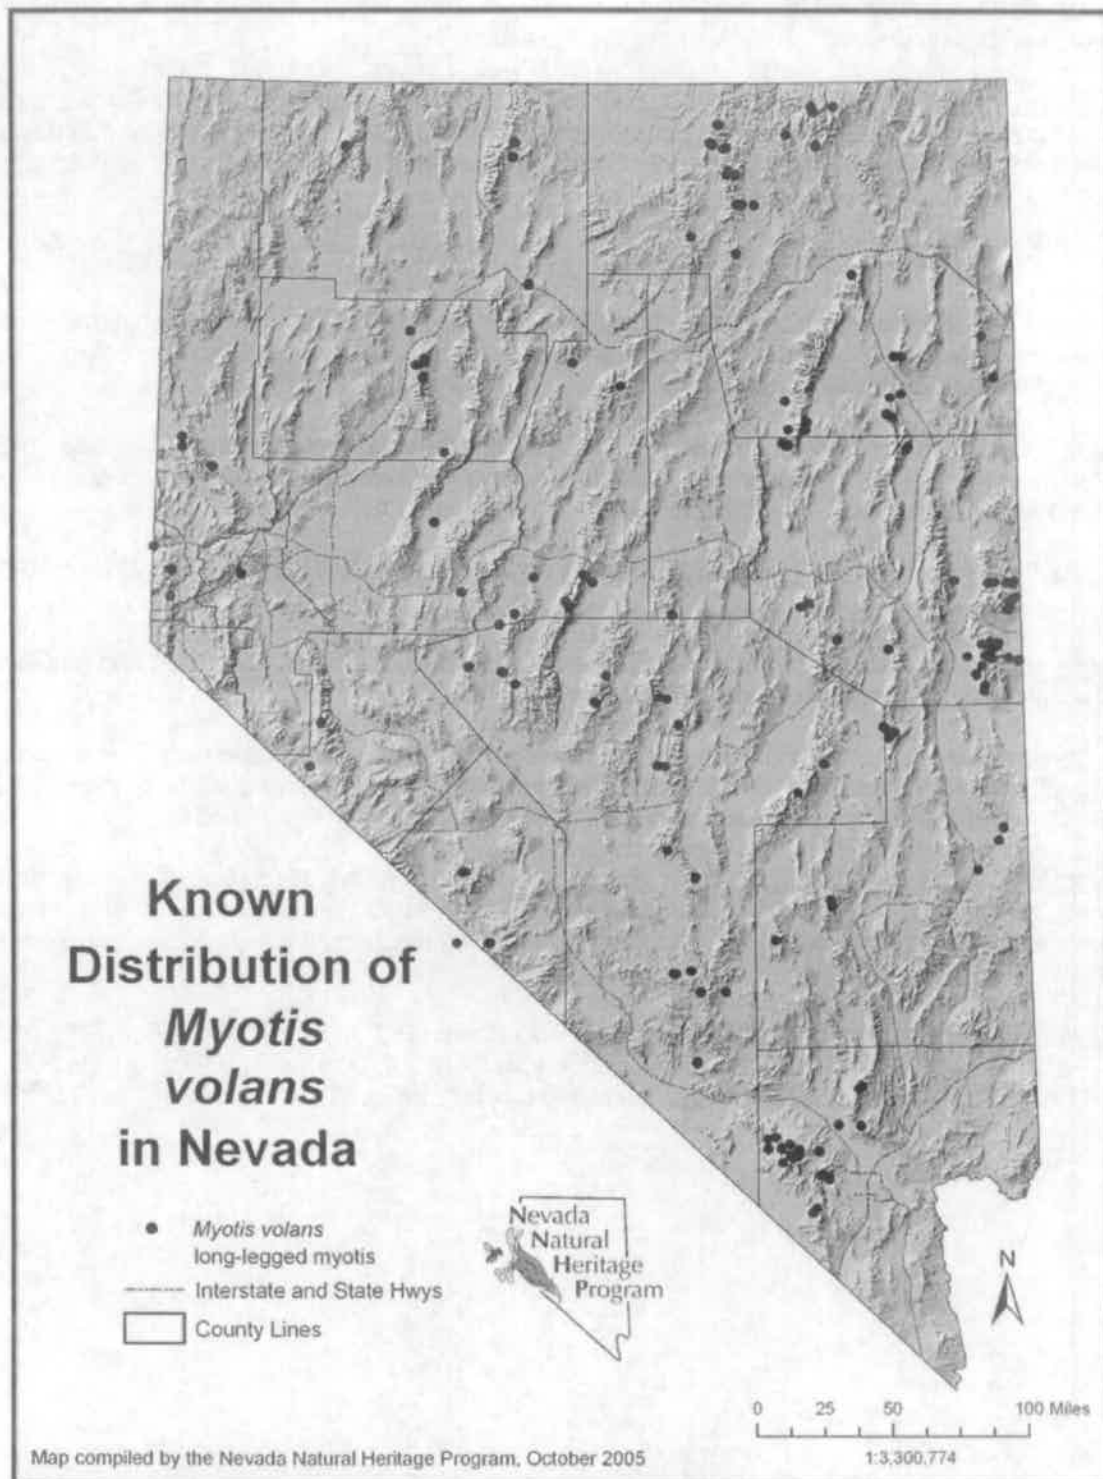 Known
Distribution of
Myotis
volans
in Nevada
Myotis volans
long-legged myotis
Interstate and State Hwys
County Lines
Nevada
Natural
Heritage
Program
N
0 25 50 100 Miles
1:3,300,774
Map compiled by the Nevada Natural Heritage Program, October 2005